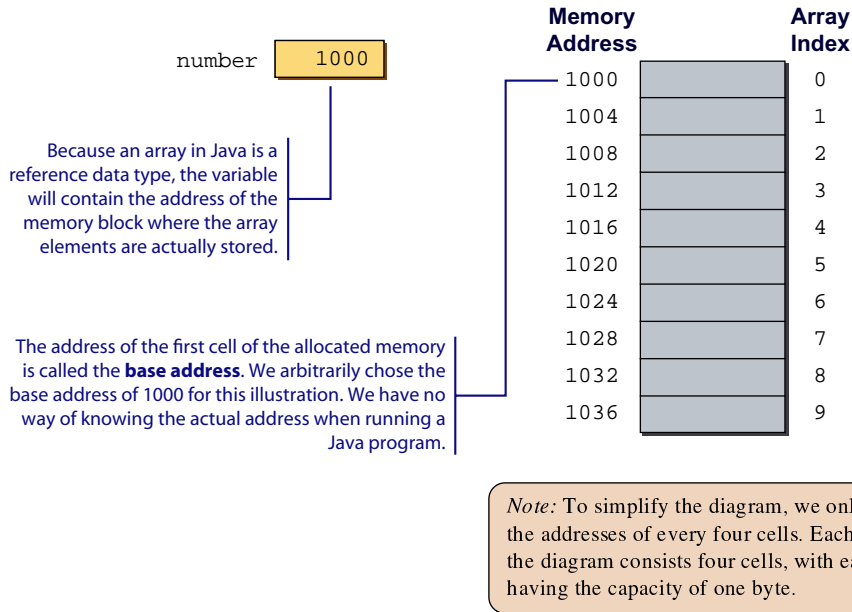 number 1000
Because an array in Java is a
reference data type, the variable
will contain the address of the
memory block where the array
elements are actually stored.
The address of the first cell of the allocated memory
is called the base address. We arbitrarily chose the
base address of 1000 for this illustration. We have no
way of knowing the actual address when running a
Java program.
Memory Array
Address Index
1000 0
1004 1
1008 2
1012 3
1016 4
1020 5
1024 6
1028 7
1032 8
1036 9
Note: To simplify the diagram, we onl
the addresses of every four cells. Each
the diagram consists four cells, with ea
having the capacity of one byte.